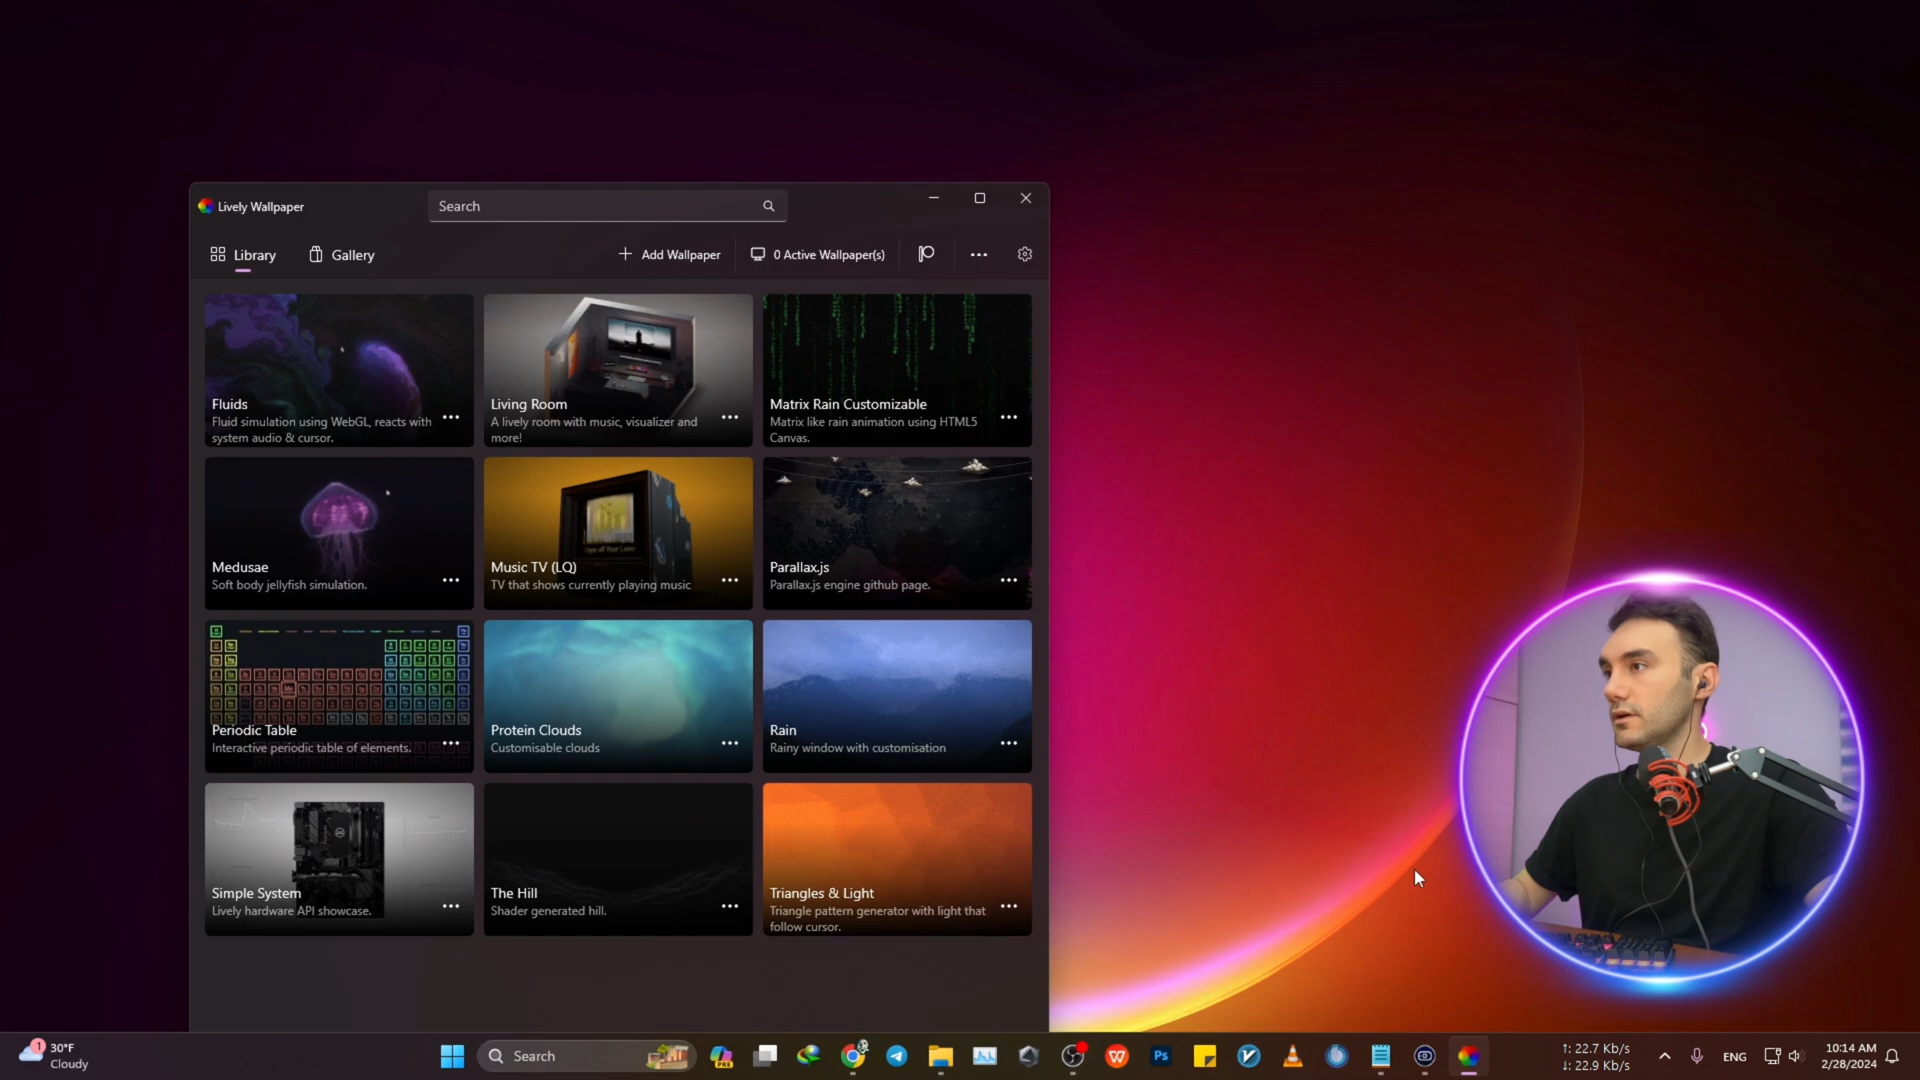 Lively Wallpaper
Search
Library
Gallery
Add Wallpaper
0 Active Wallpaper(s)
Fluids
Fluid simulation using WebGL, reacts with
system audio & cursor.
Living Room
A lively room with music, visualizer and
more!
Matrix Rain Customizable
Matrix like rain animation using HTML5
Canvas.
Medusae
Soft body jellyfish simulation.
Music TV (LQ)
TV that shows currently playing music
Parallax.js
Parallax.js engine github page.
Periodic Table
Interactive periodic table of elements.
Protein Clouds
Customisable clouds
Rain
Rainy window with customisation
Simple System
Lively hardware API showcase.
The Hill
Shader generated hill.
Triangles & Light
Triangle pattern generator with light that
follow cursor.
1
30°F
Cloudy
Search
PRE
Ps
↑: 22.7 Kb/s
↓: 22.9 Kb/s
ENG
10:14 AM
2/28/2024